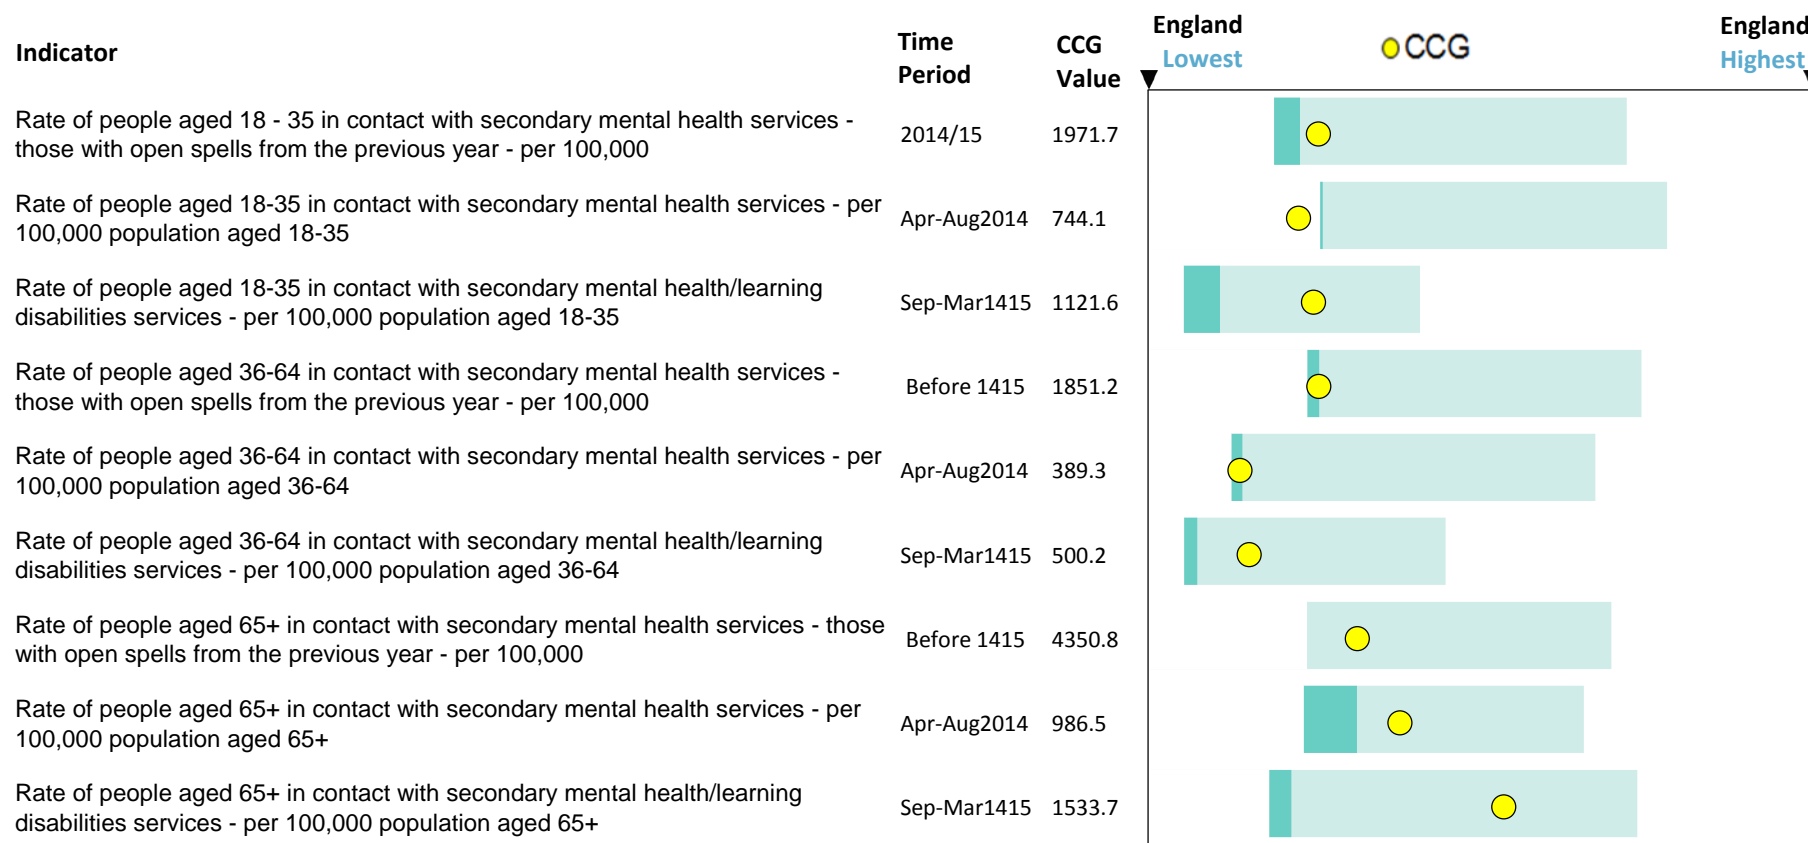 Indicator
Time
Period
CCG
Value
England
Lowest
CCG
England
Highest
Rate of people aged 18 - 35 in contact with secondary mental health services -
those with open spells from the previous year - per 100,000
2014/15
1971.7
Rate of people aged 18-35 in contact with secondary mental health services - per
100,000 population aged 18-35
Apr-Aug2014
744.1
Rate of people aged 18-35 in contact with secondary mental health/learning
disabilities services - per 100,000 population aged 18-35
Sep-Mar1415
1121.6
Rate of people aged 36-64 in contact with secondary mental health services -
those with open spells from the previous year - per 100,000
Before 1415
1851.2
Rate of people aged 36-64 in contact with secondary mental health services - per
100,000 population aged 36-64
Apr-Aug2014
389.3
Rate of people aged 36-64 in contact with secondary mental health/learning
disabilities services - per 100,000 population aged 36-64
Sep-Mar1415
500.2
Rate of people aged 65+ in contact with secondary mental health services - those
with open spells from the previous year - per 100,000
Before 1415
4350.8
Rate of people aged 65+ in contact with secondary mental health services - per
100,000 population aged 65+
Apr-Aug2014
986.5
Rate of people aged 65+ in contact with secondary mental health/learning
disabilities services - per 100,000 population aged 65+
Sep-Mar1415
1533.7